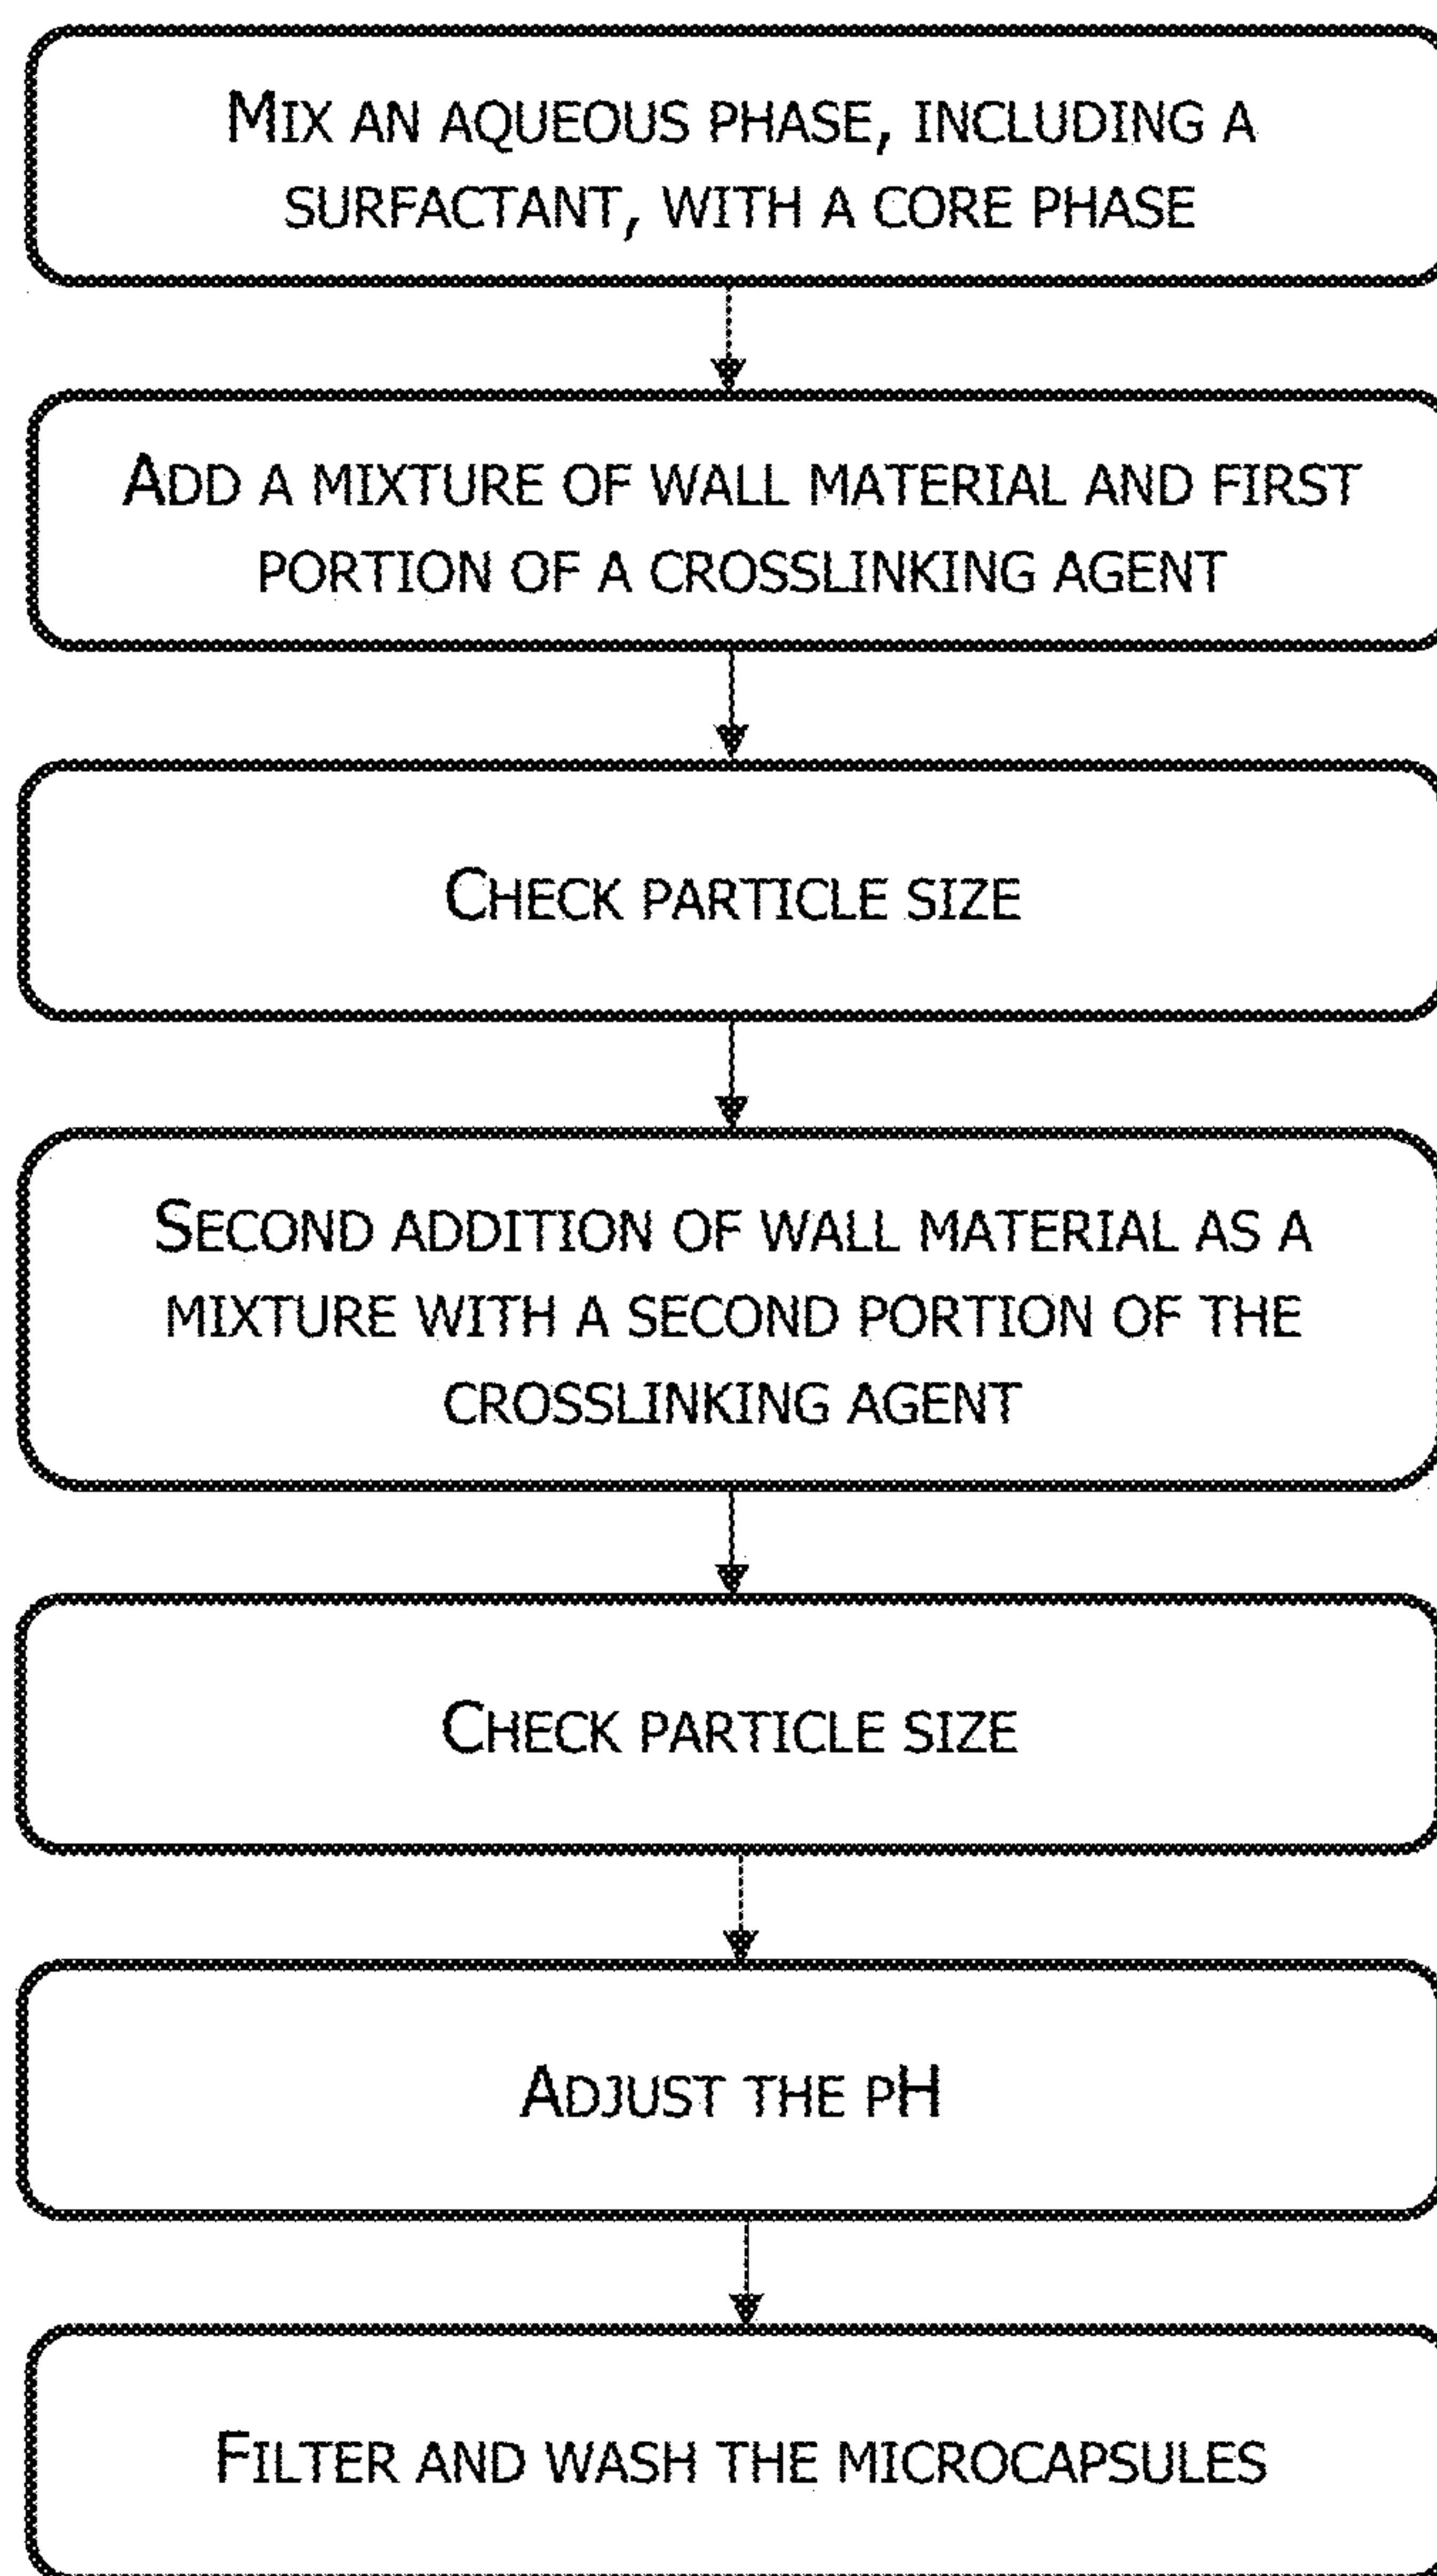 MIX AN AQUEOUS PHASE, INCLUDING A
SURFACTANT, WITH A CORE PHASE
ADD A MIXTURE OF WALL MATERIAL AND FIRST
PORTION OF A CROSSLINKING AGENT
CHECK PARTICLE SIZE
SECOND ADDITION OF WALL MATERIAL AS A
MIXTURE WITH A SECOND PORTION OF THE
CROSSLINKING AGENT
CHECK PARTICLE SIZE
ADJUST THE PH
FILTER AND WASH THE MICROCAPSULES